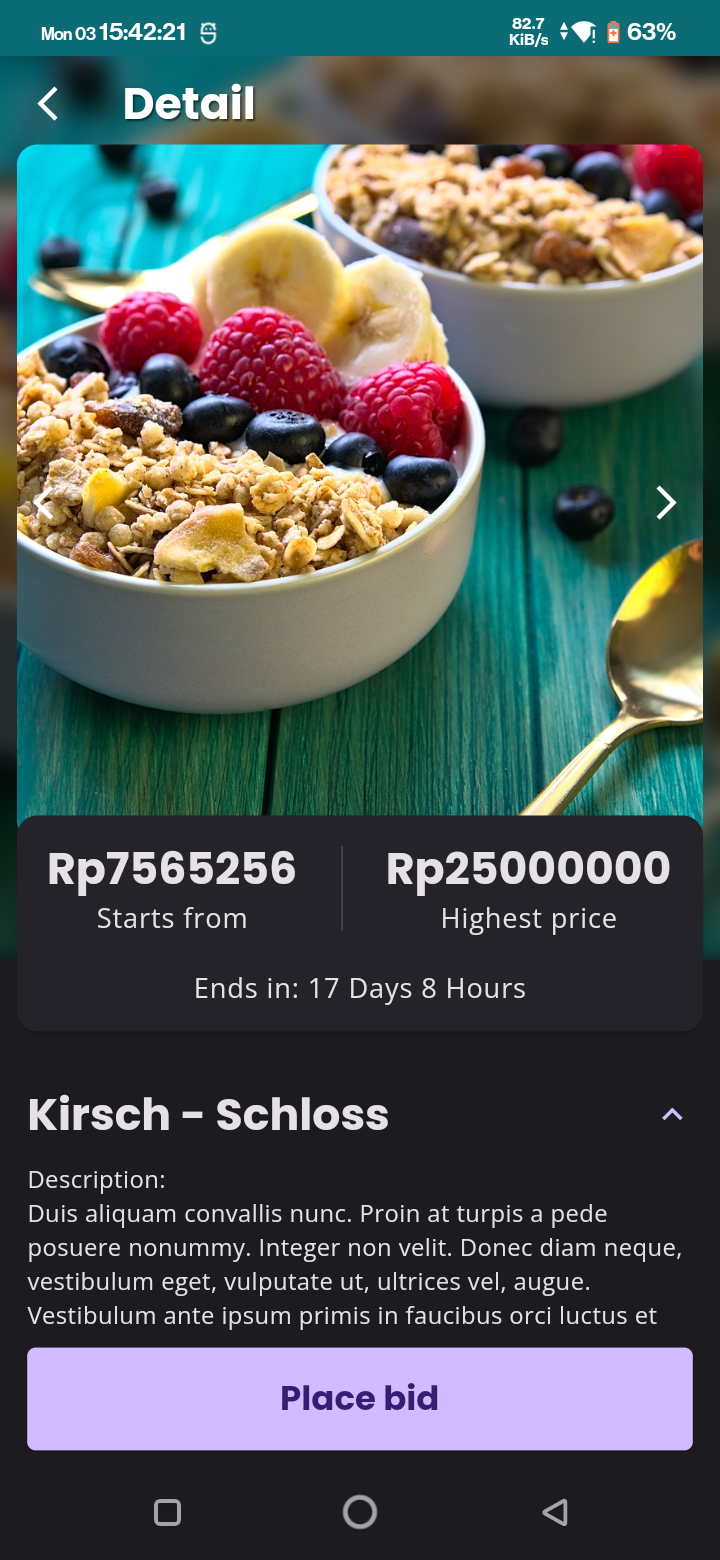 Mon 03 15:42:21
82.7
KiB/s
63%
Detail
Rp7565256
Rp25000000
Starts from
Highest price
Ends in: 17 Days 8 Hours
Kirsch - Schloss
Description:
Duis aliquam convallis nunc. Proin at turpis a pede
posuere nonummy. Integer non velit. Donec diam neque,
vestibulum eget, vulputate ut, ultrices vel, augue.
Vestibulum ante ipsum primis in faucibus orci luctus et
Place bid